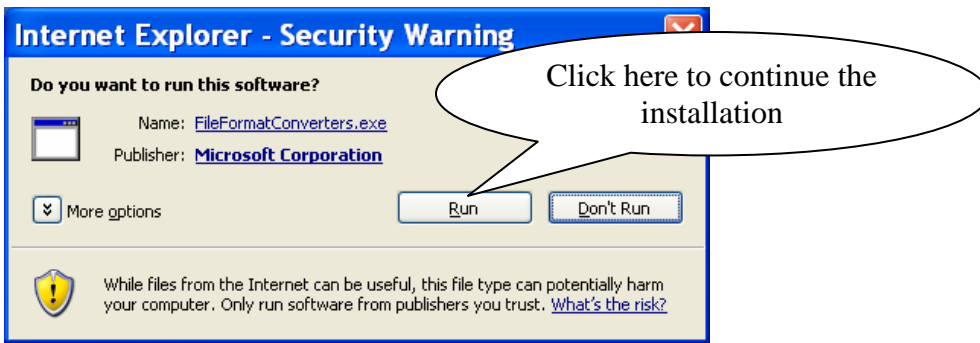 Internet Explorer - Security Warning
Click here to continue the
installation
Do you want to run this software?
Name: FileFormatConverters.exe
Publisher: Microsoft Corporation
More options
Run
Don't Run
While files from the Internet can be useful, this file type can potentially harm
your computer. Only run software from publishers you trust. What's the risk?